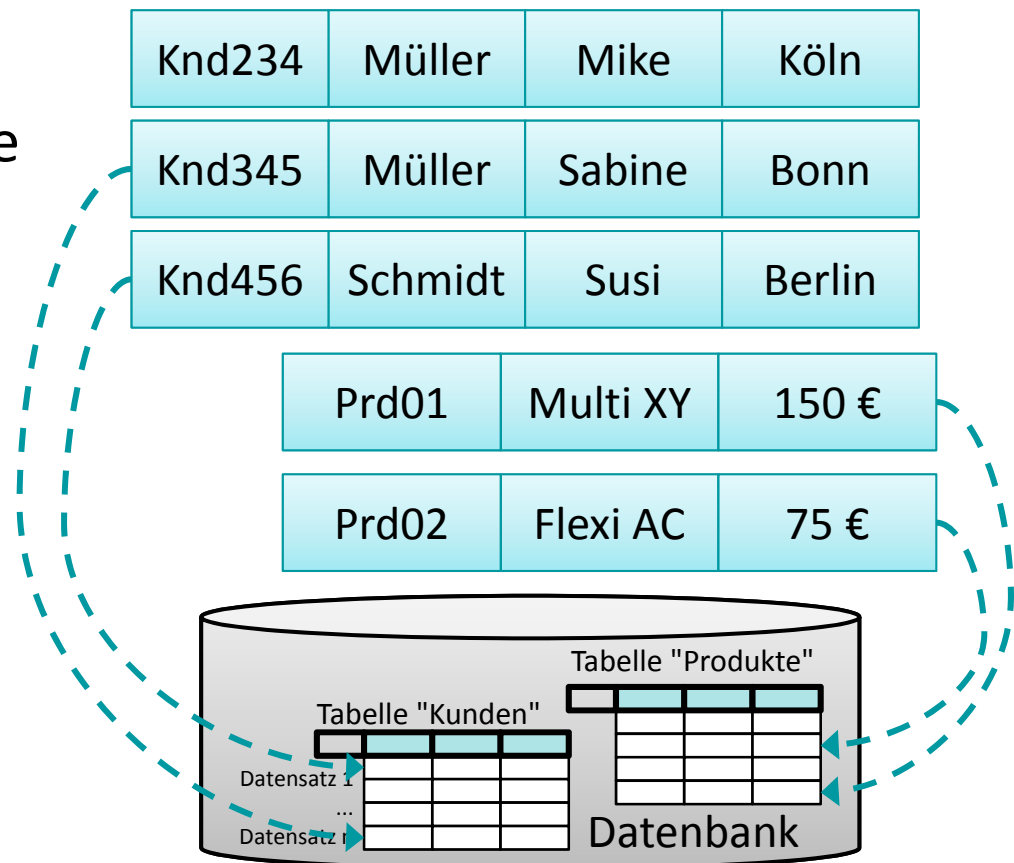 Knd234 Müller Mike Köln
e
Knd345 Müller Sabine Bonn
Knd456 Schmidt Susi Berlin
Prd01 Multi XY 150 €
Prd02 Flexi AC 75 €
Tabelle "Produkte"
Tabelle "Kunden"
Datensatz 1
...
Datensatz n
Datenbank